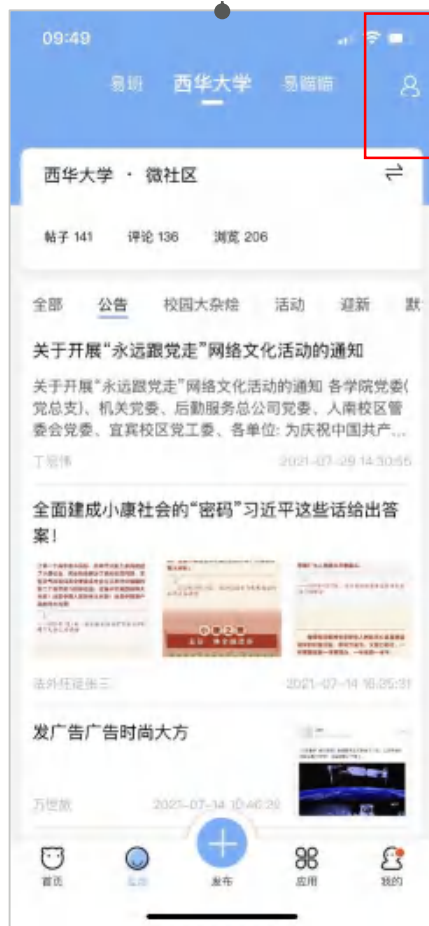 09:49
易班 西华大学 易瞄瞄
西华大学 · 微社区
帖子 141 评论 136 浏览 206
全部 公告 校园大杂烩 活动 迎新 默
关于开展“永远跟党走”网络文化活动的通知
关于开展“永远跟党走”网络文化活动的通知 各学院党委(
党总支)、机关党委、后勤服务总公司党委、人南校区管
委会党委、宜宾校区党工委、各单位: 为庆祝中国共产...
2021-07-29 14:30:55
全面建成小康社会的“密码”习近平这些话给出答
案!
法外狂徒张三 2021-07-14 16:35:31
发广告广告时尚大方
2021-07-14 10:46:29
首页 发布 应用 我的